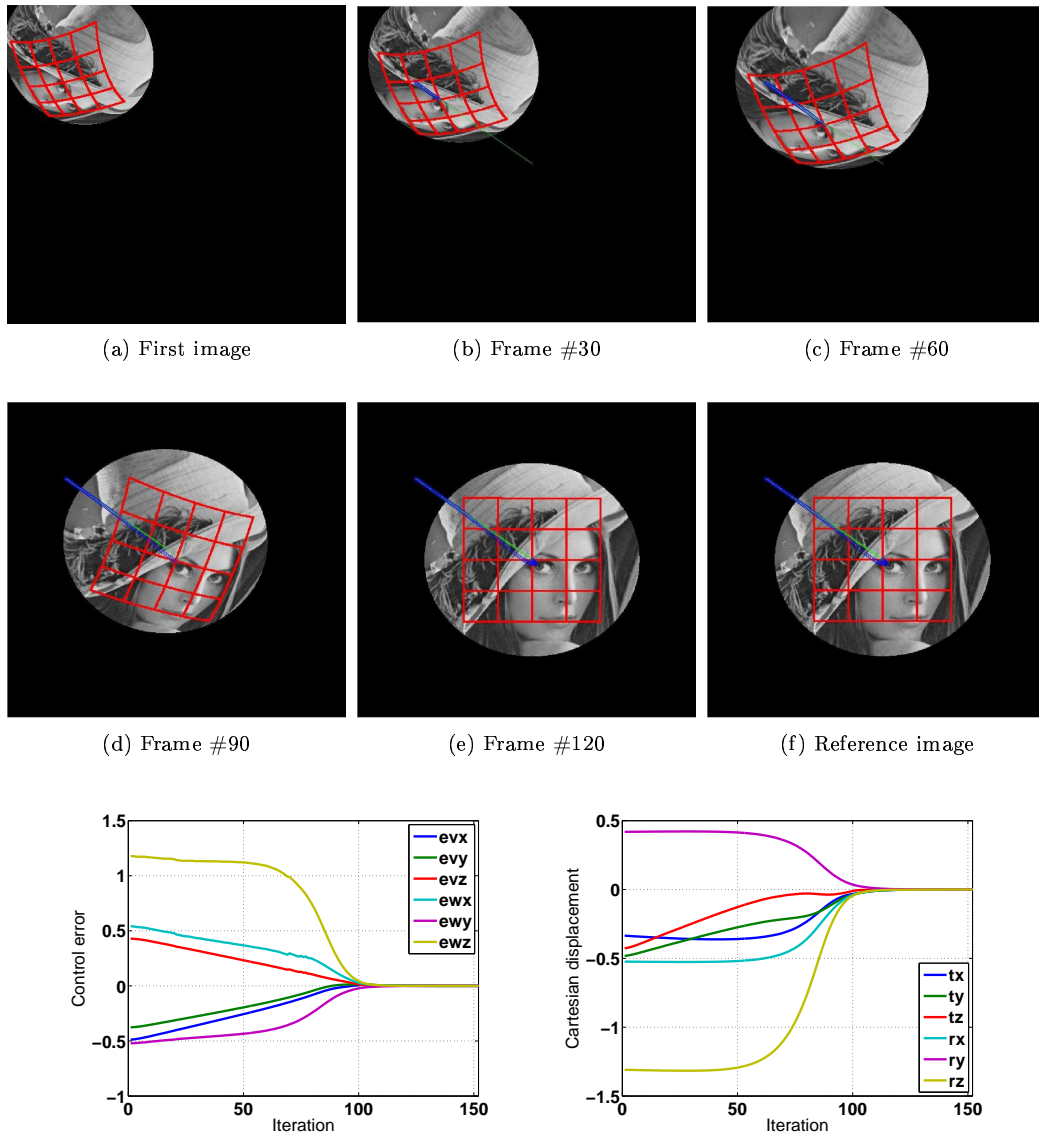 (a) First image
(b) Frame #30
(c) Frame #60
(d) Frame #90
(e) Frame #120
(f) Reference image
1.5
1
0.5
0
−0.5
−1
0
50
100
150
Control error
Iteration
evx
evy
evz
ewx
ewy
ewz
0.5
0
−0.5
−1
−1.5
0
50
100
150
Cartesian displacement
Iteration
tx
ty
tz
rx
ry
rz